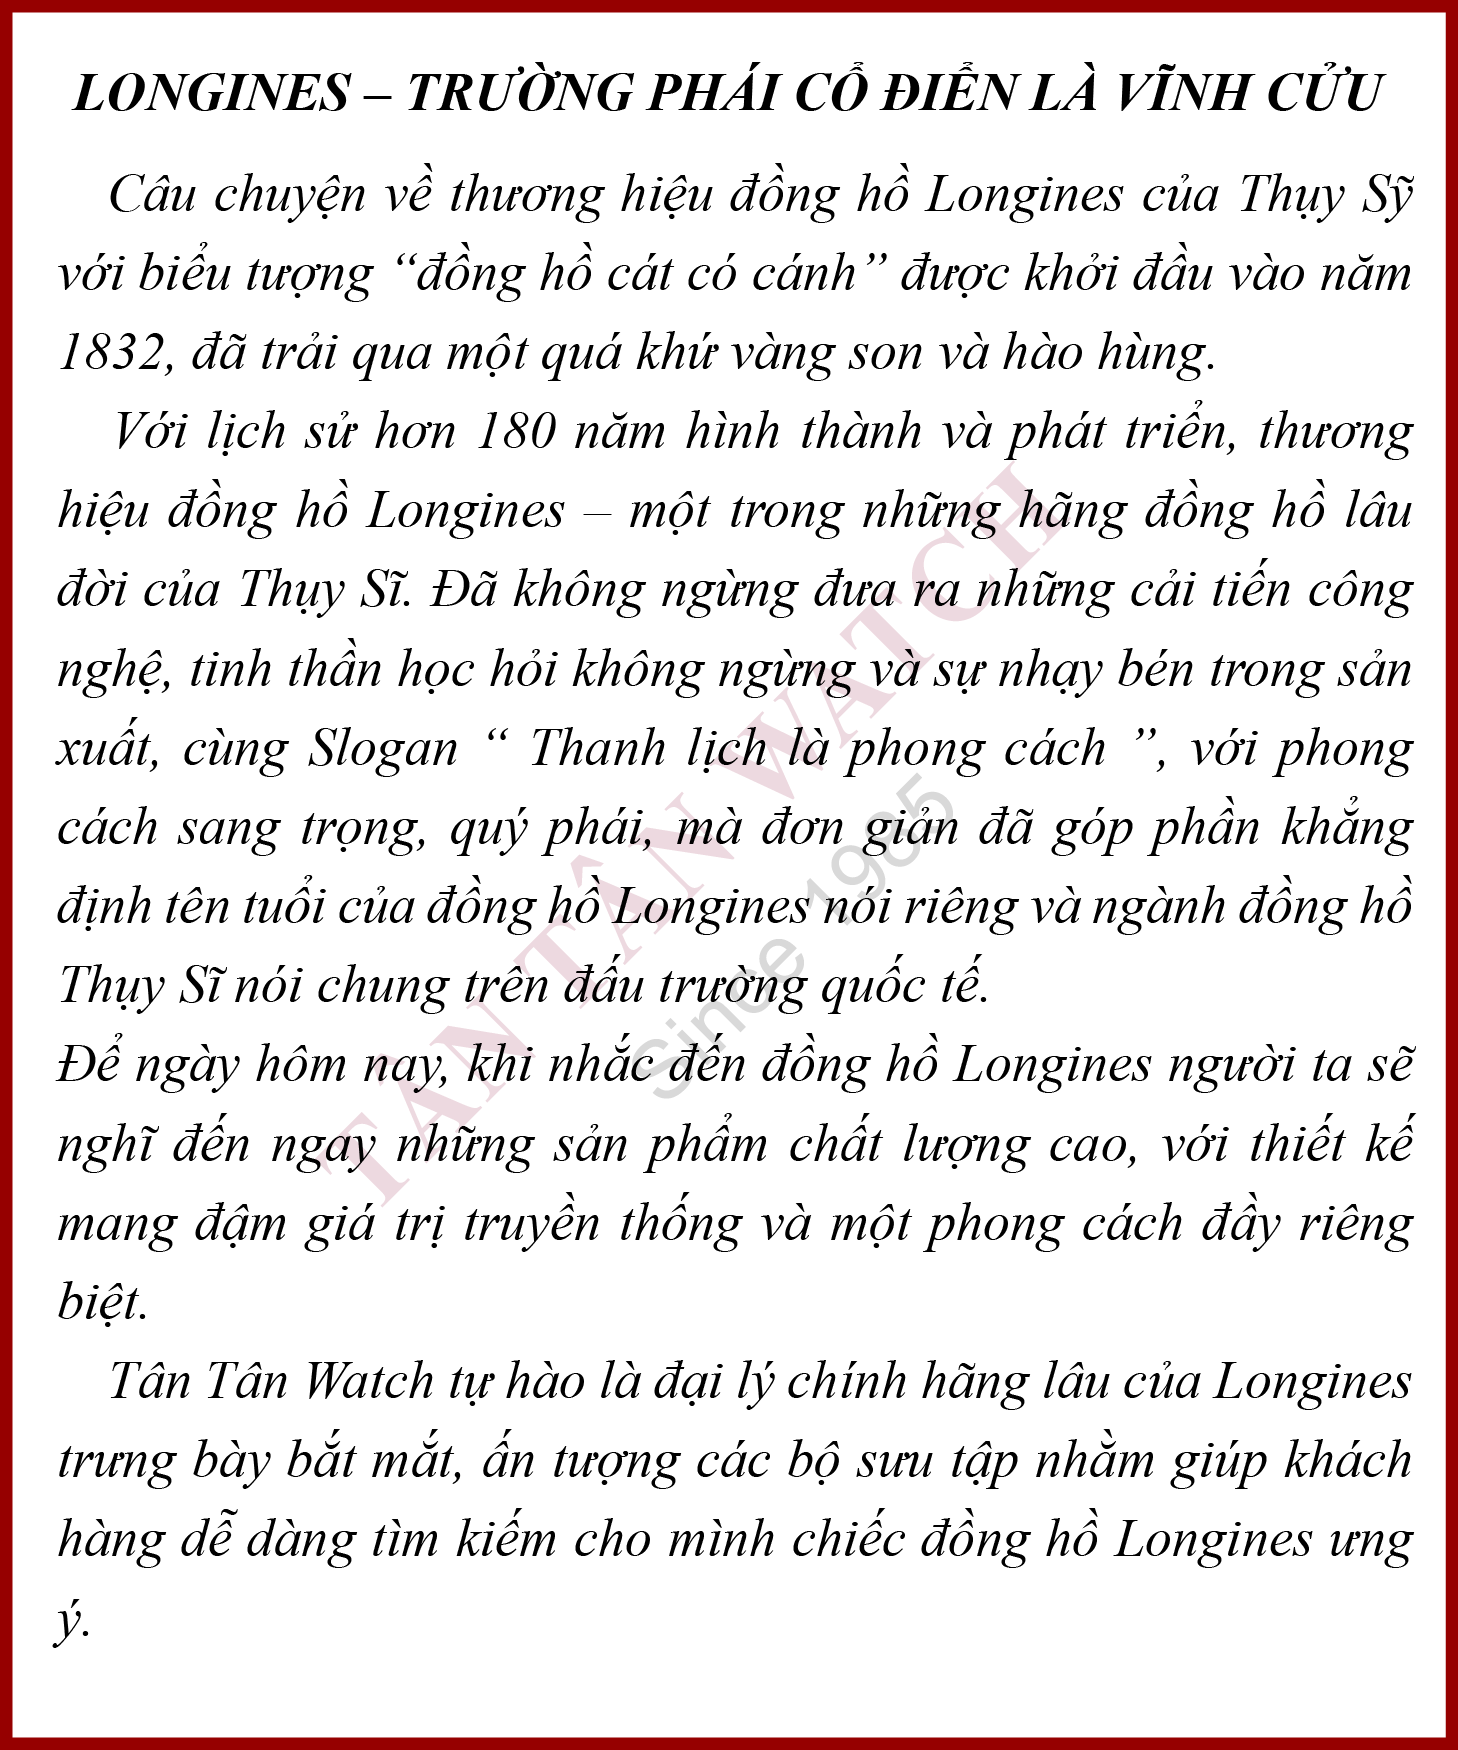 LONGINES – TRƯỜNG PHÁI CỔ ĐIỂN LÀ VĨNH CỬU
Câu chuyện về thương hiệu đồng hồ Longines của Thụy Sỹ
với biểu tượng “đồng hồ cát có cánh” được khởi đầu vào năm
1832, đã trải qua một quá khứ vàng son và hào hùng.
Với lịch sử hơn 180 năm hình thành và phát triển, thương
hiệu đồng hồ Longines – một trong những hãng đồng hồ lâu
đời của Thụy Sĩ. Đã không ngừng đưa ra những cải tiến công
nghệ, tinh thần học hỏi không ngừng và sự nhạy bén trong sản
xuất, cùng Slogan “ Thanh lịch là phong cách ”, với phong
cách sang trọng, quý phái, mà đơn giản đã góp phần khẳng
định tên tuổi của đồng hồ Longines nói riêng và ngành đồng hồ
Thụy Sĩ nói chung trên đấu trường quốc tế.
Để ngày hôm nay, khi nhắc đến đồng hồ Longines người ta sẽ
nghĩ đến ngay những sản phẩm chất lượng cao, với thiết kế
mang đậm giá trị truyền thống và một phong cách đầy riêng
biệt.
Tân Tân Watch tự hào là đại lý chính hãng lâu của Longines
trưng bày bắt mắt, ấn tượng các bộ sưu tập nhằm giúp khách
hàng dễ dàng tìm kiếm cho mình chiếc đồng hồ Longines ưng
ý.
TÂN TÂN WATCH
Since 1985